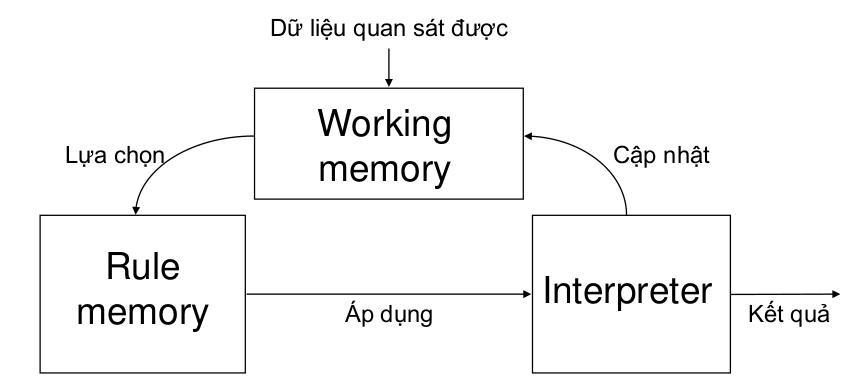 Dữ liệu quan sát được
Working
memory
Lựa chọn
Cập nhật
Rule
memory
Interpreter
Áp dụng
Kết quả